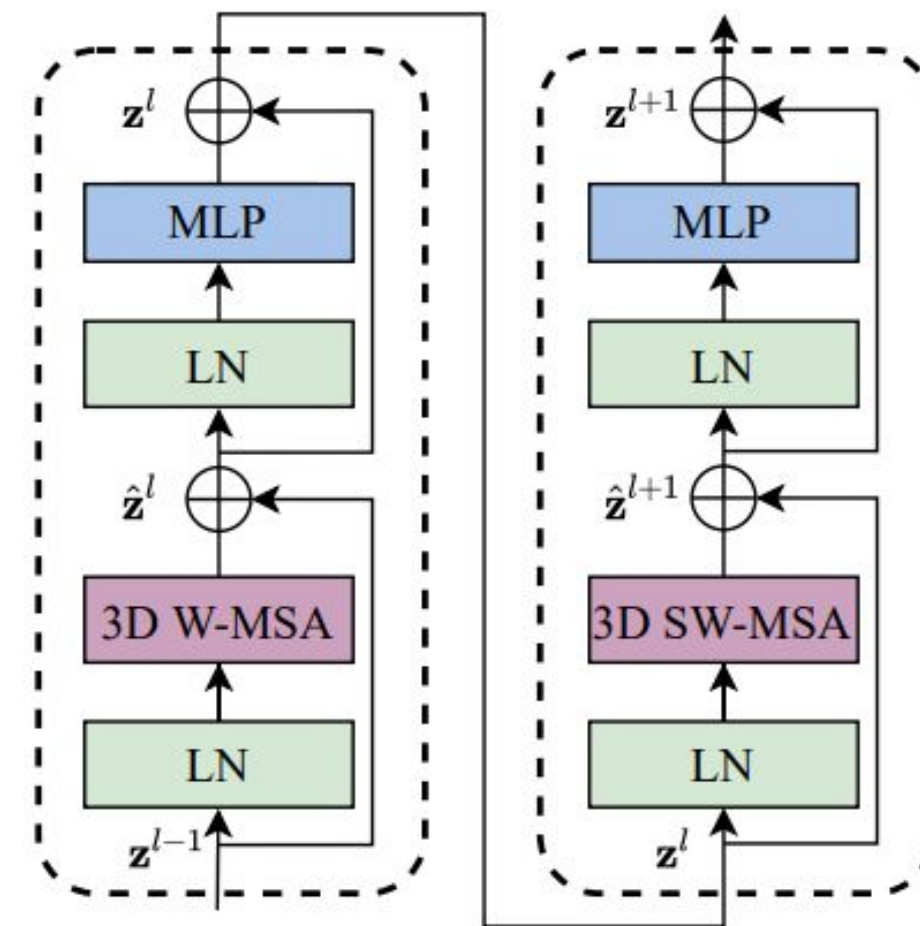 𝐳^l
MLP
LN
𝐳̂^l
3D W-MSA
LN
𝐳^{l-1}
𝐳^{l+1}
MLP
LN
𝐳̂^{l+1}
3D SW-MSA
LN
𝐳^l